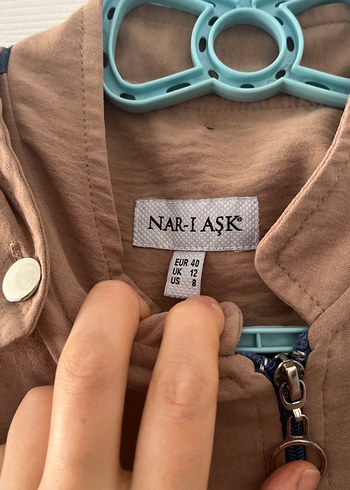 NAR-I AŞK®
EUR 40
UK 12
US 8